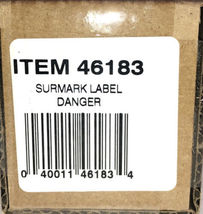 ITEM 46183
SURMARK LABEL
DANGER
0 40011 46183 4